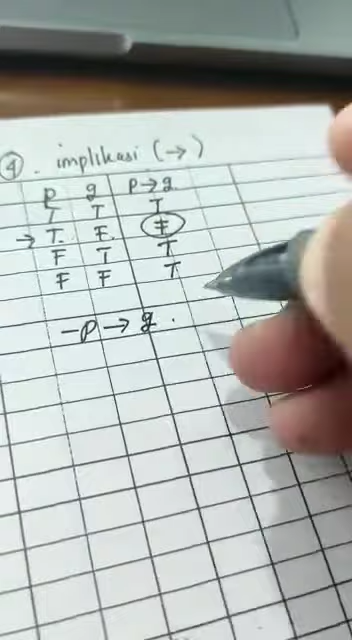 ④. implikasi (→)
p g p→g
T T T
→ T. F. F
F T T
F F T
-p → g.